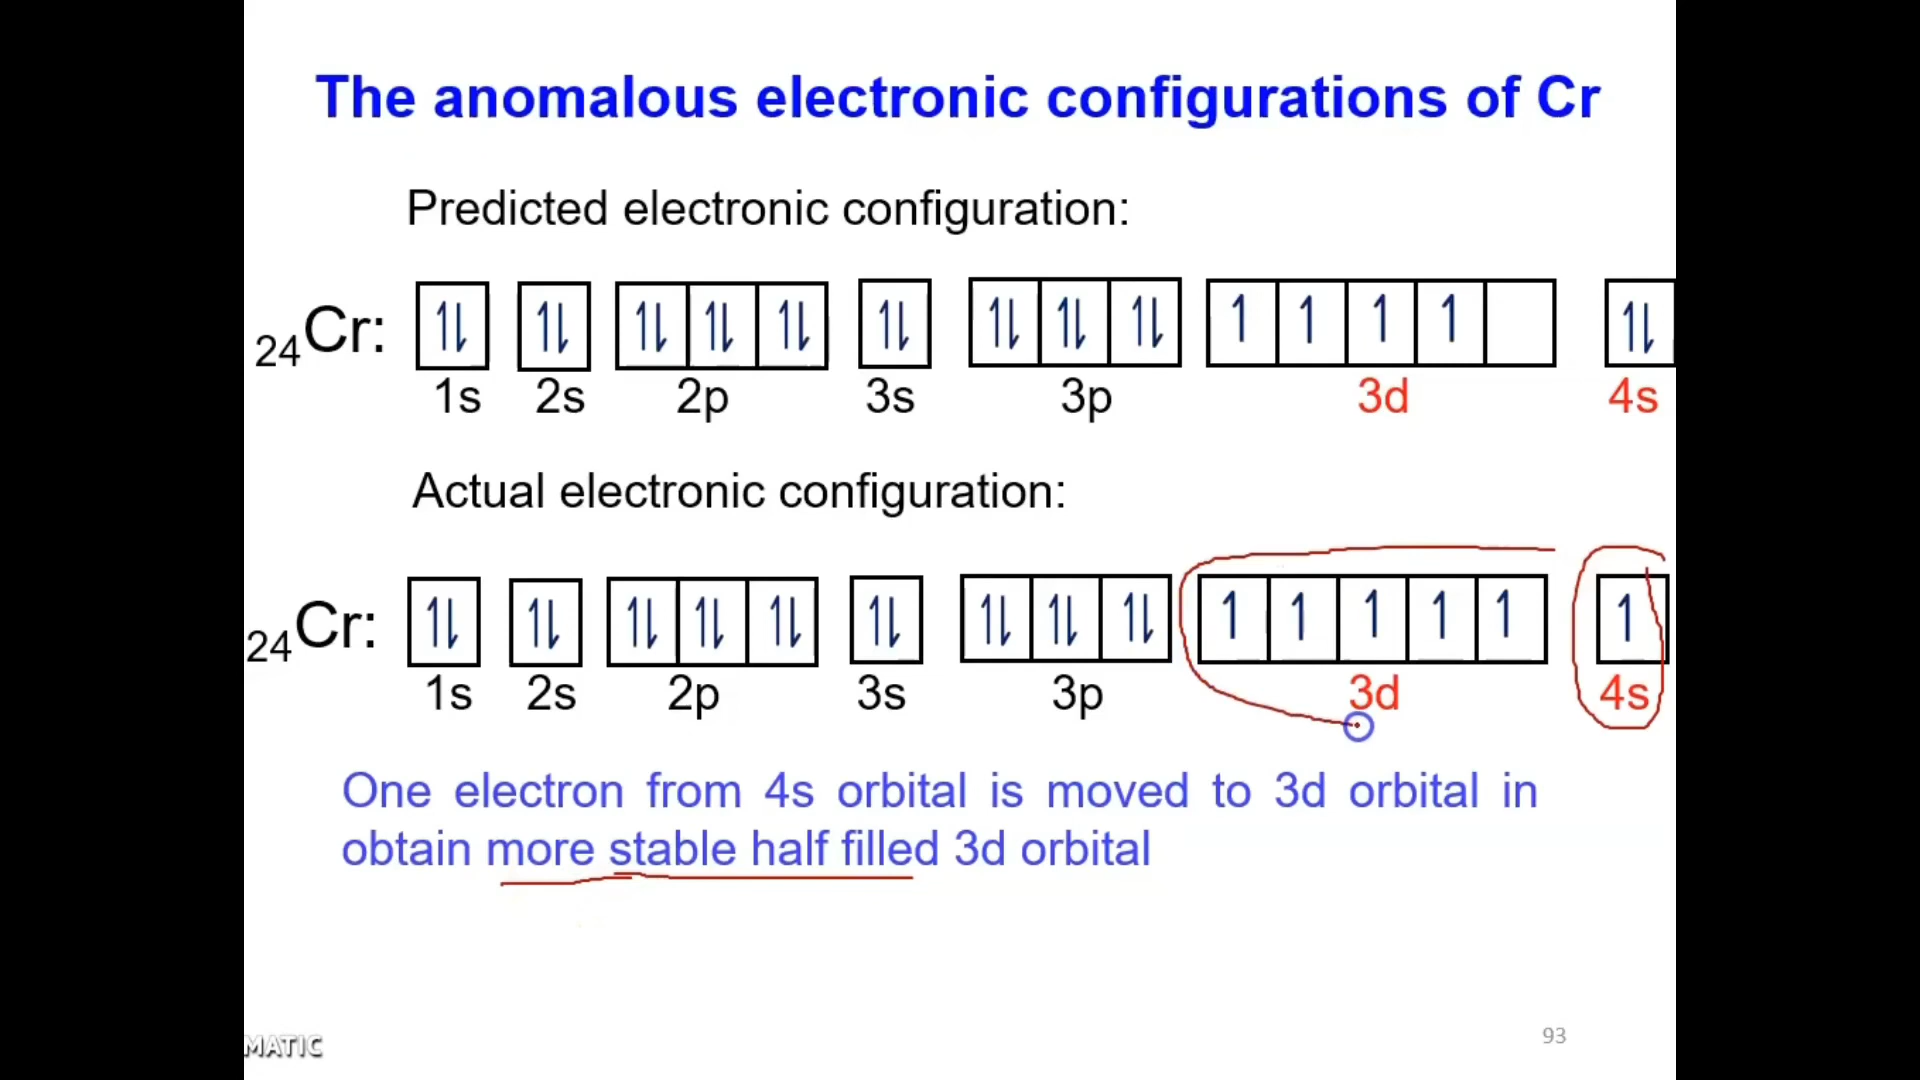 The anomalous electronic configurations of Cr
Predicted electronic configuration:
24Cr: 1s 2s 2p 3s 3p 3d 4s
Actual electronic configuration:
24Cr: 1s 2s 2p 3s 3p 3d 4s
One electron from 4s orbital is moved to 3d orbital in
obtain more stable half filled 3d orbital
MATIC
93